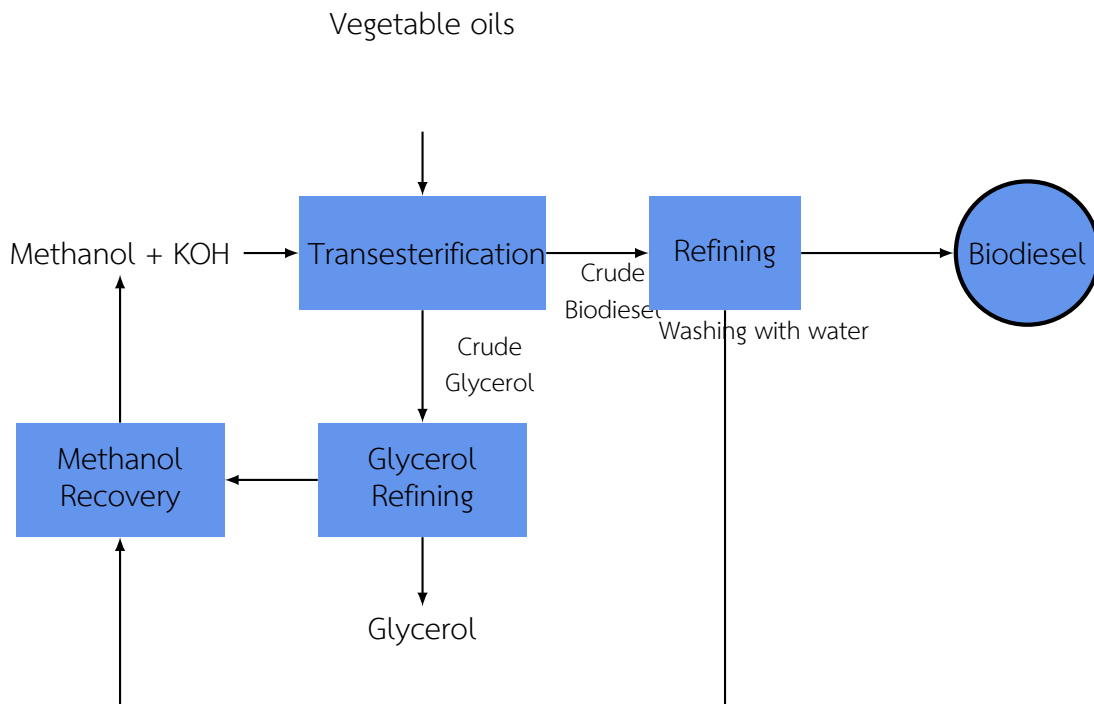 Vegetable oils
Methanol + KOH
Transesterification
Refining
Biodiesel
Crude
Biodiesel
Washing with water
Crude
Glycerol
Methanol
Recovery
Glycerol
Refining
Glycerol